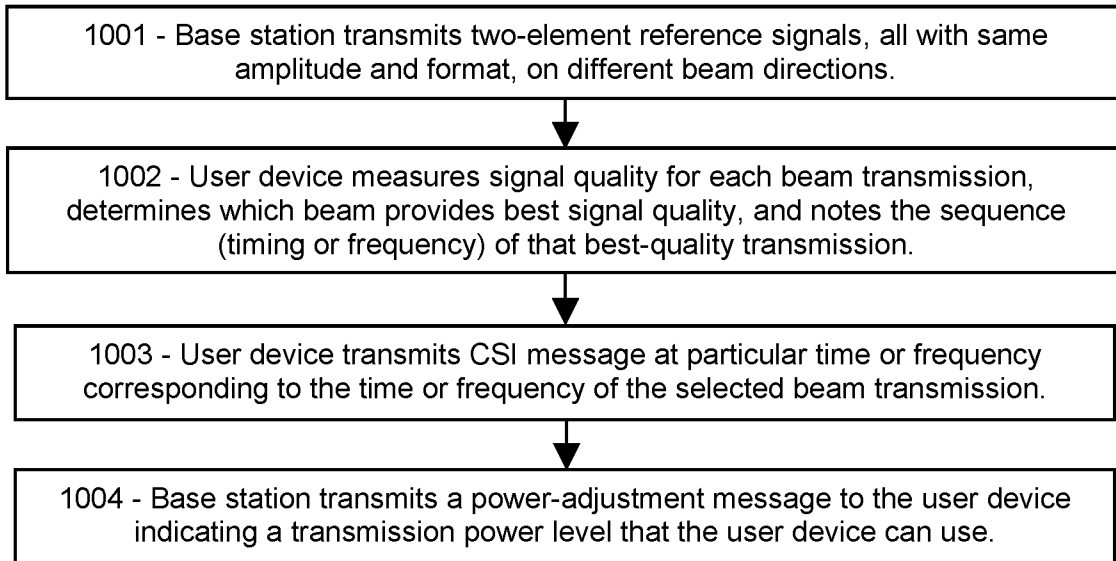 1001 - Base station transmits two-element reference signals, all with same
amplitude and format, on different beam directions.
1002 - User device measures signal quality for each beam transmission,
determines which beam provides best signal quality, and notes the sequence
(timing or frequency) of that best-quality transmission.
1003 - User device transmits CSI message at particular time or frequency
corresponding to the time or frequency of the selected beam transmission.
1004 - Base station transmits a power-adjustment message to the user device
indicating a transmission power level that the user device can use.